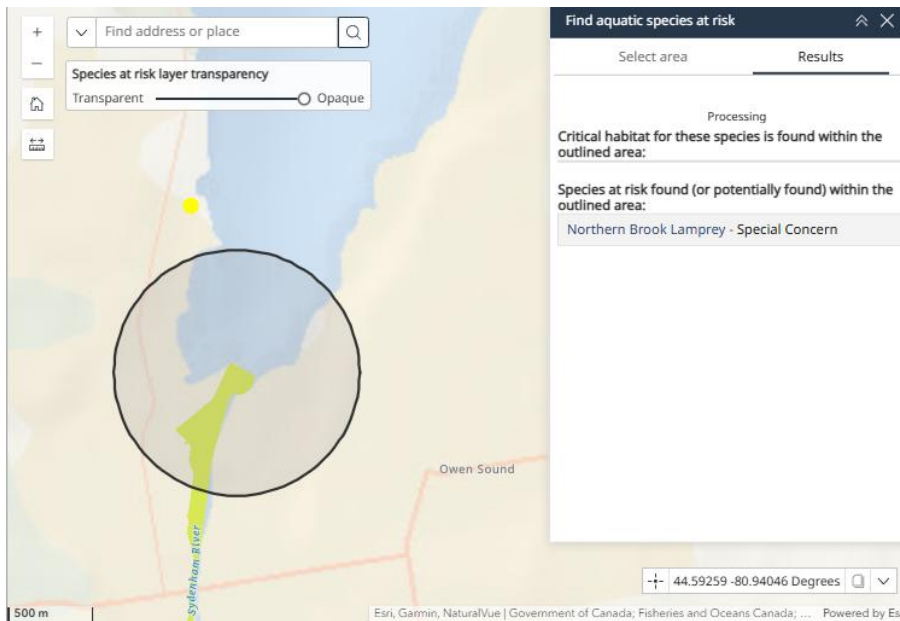 Find address or place
Species at risk layer transparency
Transparent
Opaque
Owen Sound
Sydenham River
500 m
Find aquatic species at risk
Select area
Results
Processing
Critical habitat for these species is found within the
outlined area:
Species at risk found (or potentially found) within the
outlined area:
Northern Brook Lamprey - Special Concern
44.59259 -80.94046 Degrees
Esri, Garmin, NaturalVue | Government of Canada; Fisheries and Oceans Canada; ...
Powered by Es